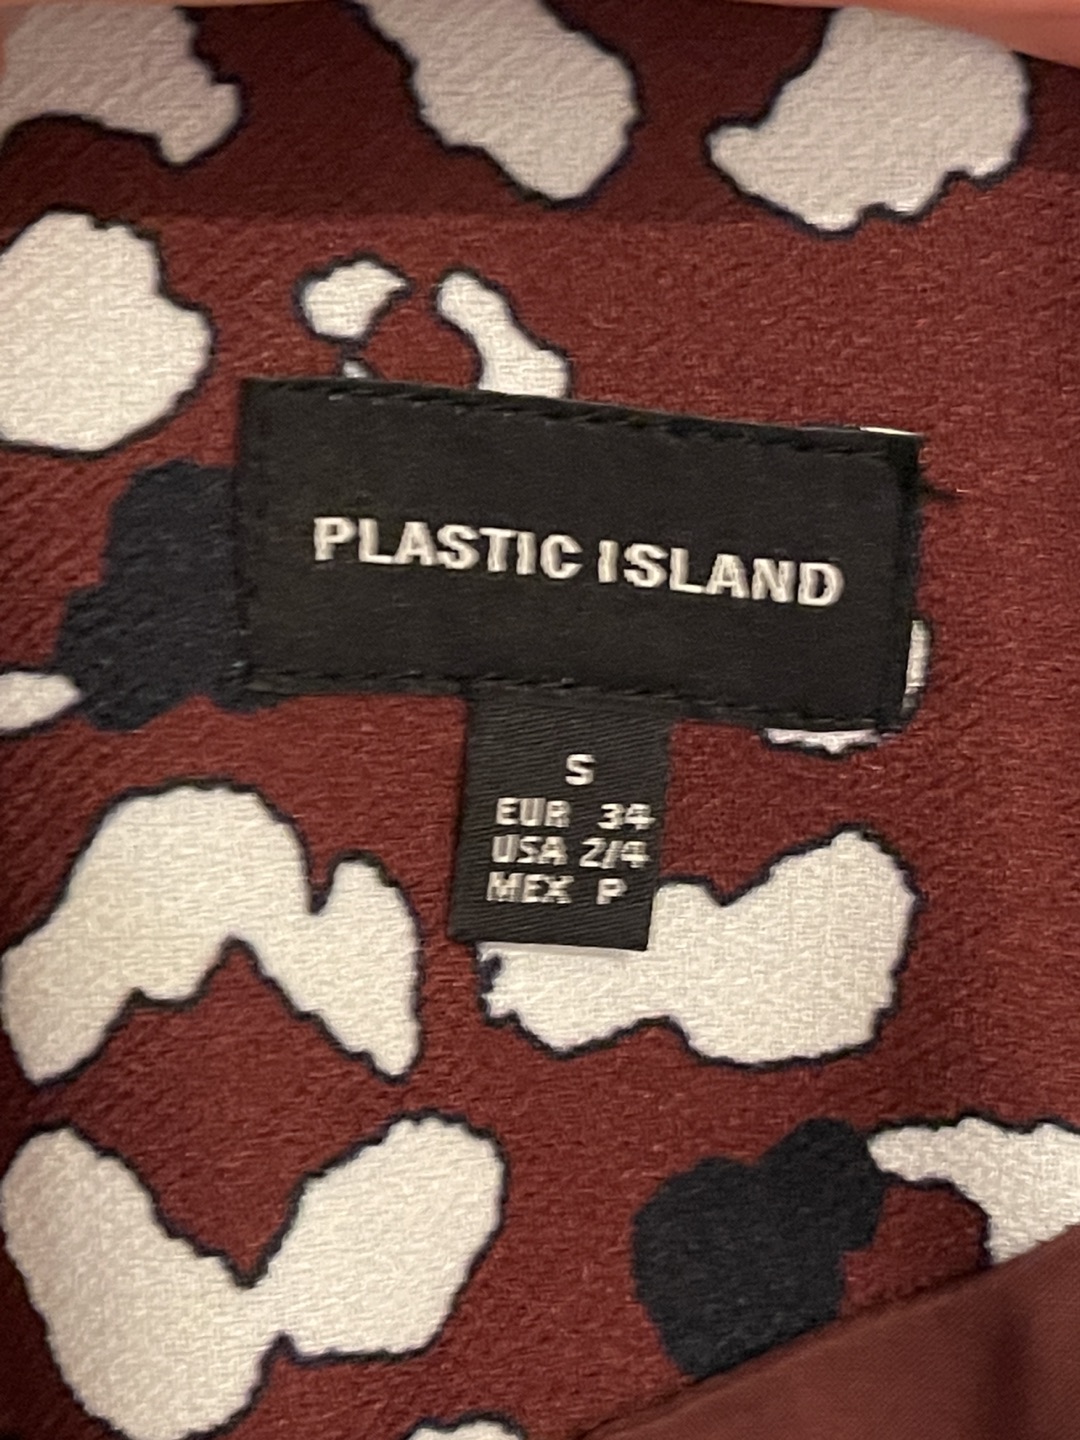 PLASTIC ISLAND
S
EUR 34
USA 2/4
MEX P